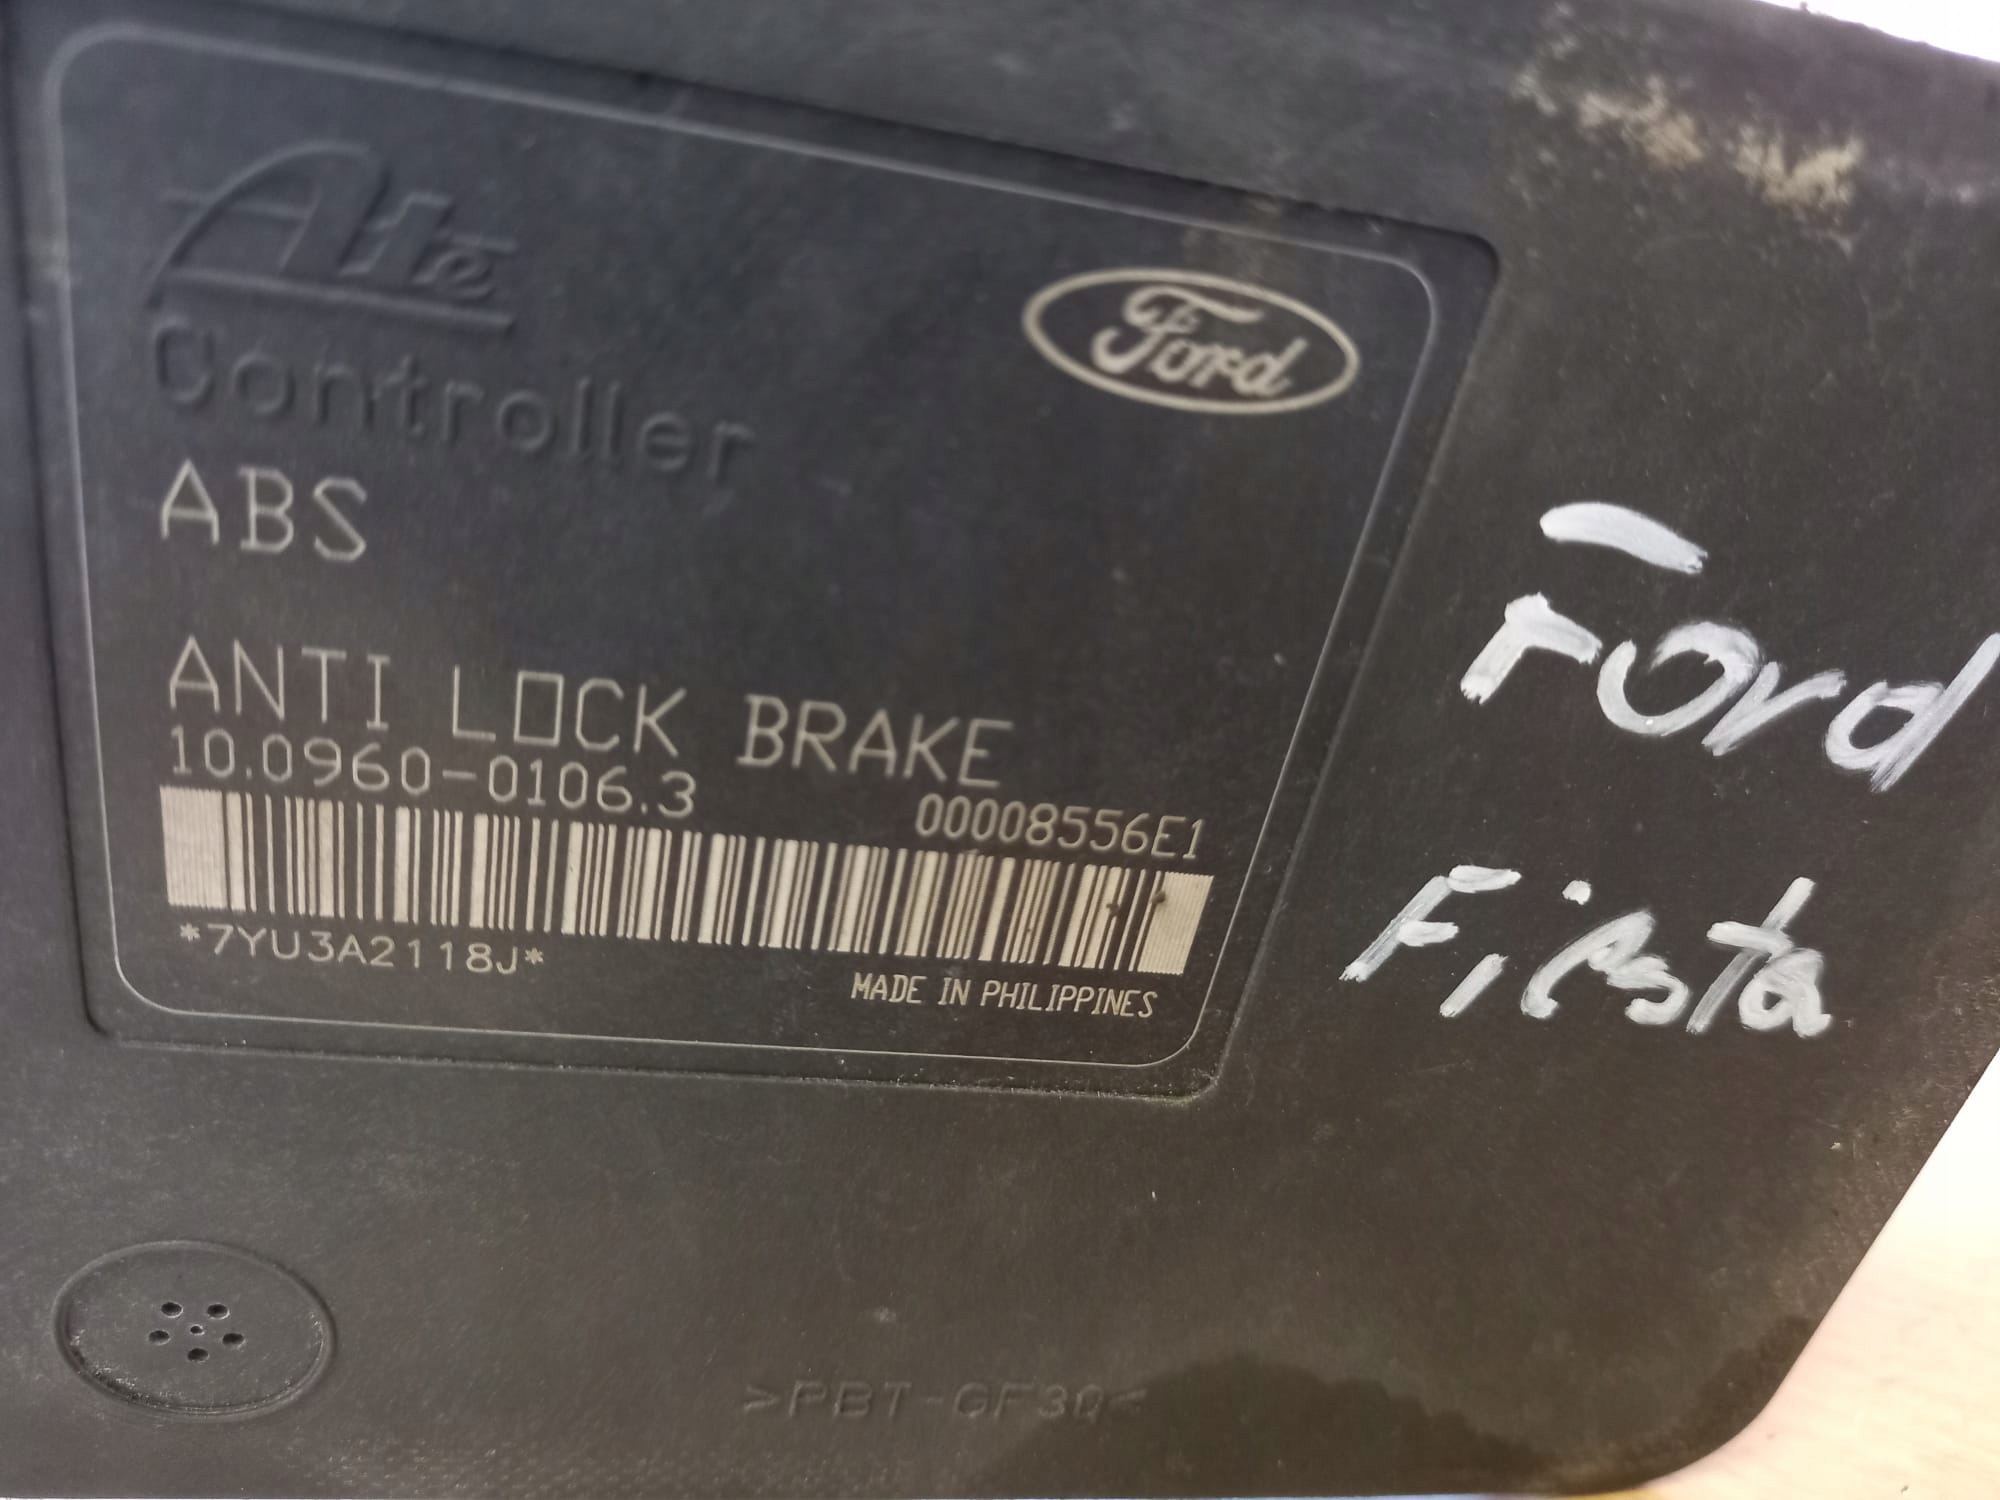 Ate
Controller
Ford
ABS
ANTI LOCK BRAKE
10.0960-0106.3
00008556E1
*7YU3A2118J*
MADE IN PHILIPPINES
Ford
Fiesta
>PBT-GF30<